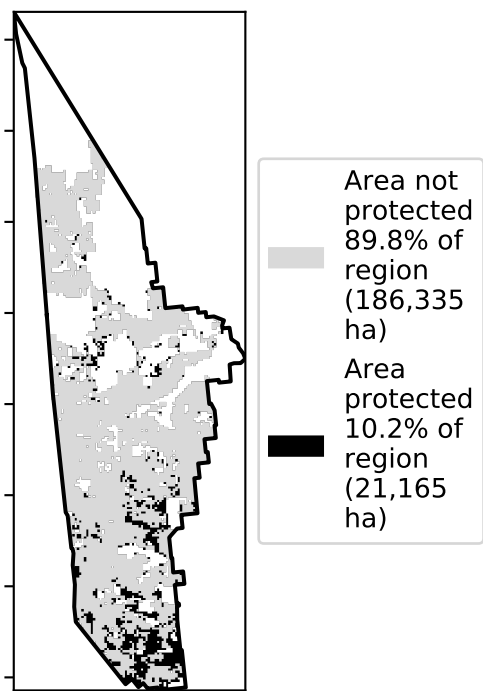 Area not
protected
89.8% of
region
(186,335
ha)
Area
protected
10.2% of
region
(21,165
ha)